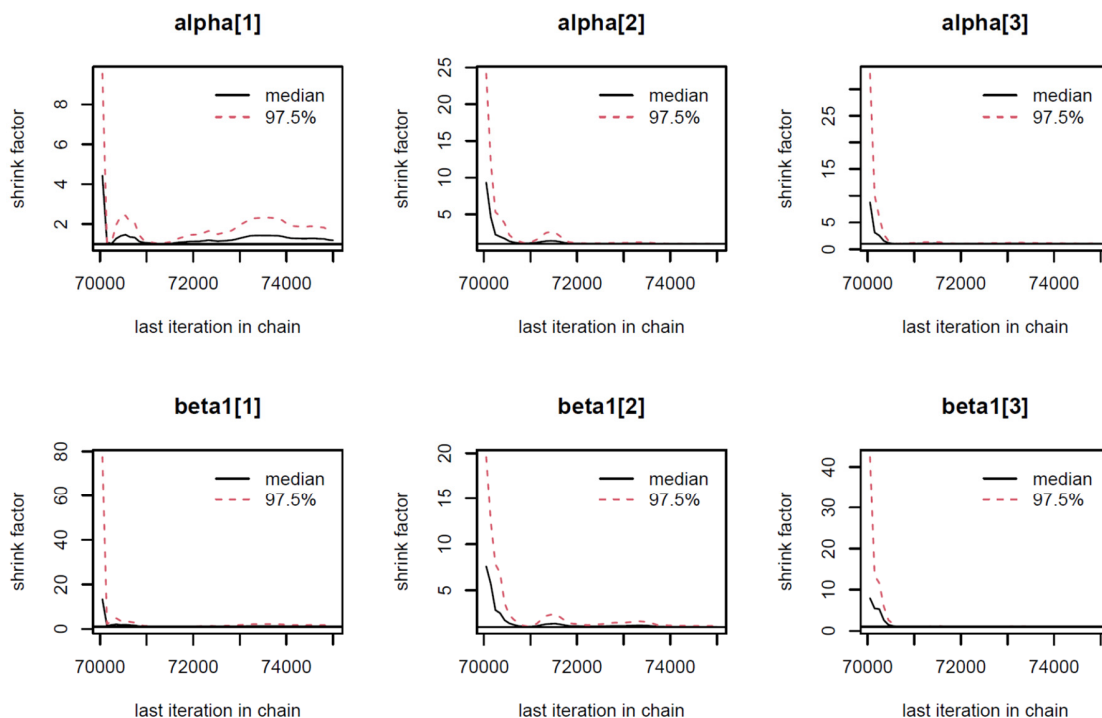 alpha[1]
shrink factor
2 4 6 8
median
97.5%
70000 72000 74000
last iteration in chain
alpha[2]
shrink factor
5 10 15 20 25
median
97.5%
70000 72000 74000
last iteration in chain
alpha[3]
shrink factor
0 5 15 25
median
97.5%
70000 72000 74000
last iteration in chain
beta1[1]
shrink factor
0 20 40 60 80
median
97.5%
70000 72000 74000
last iteration in chain
beta1[2]
shrink factor
5 10 15 20
median
97.5%
70000 72000 74000
last iteration in chain
beta1[3]
shrink factor
0 10 20 30 40
median
97.5%
70000 72000 74000
last iteration in chain